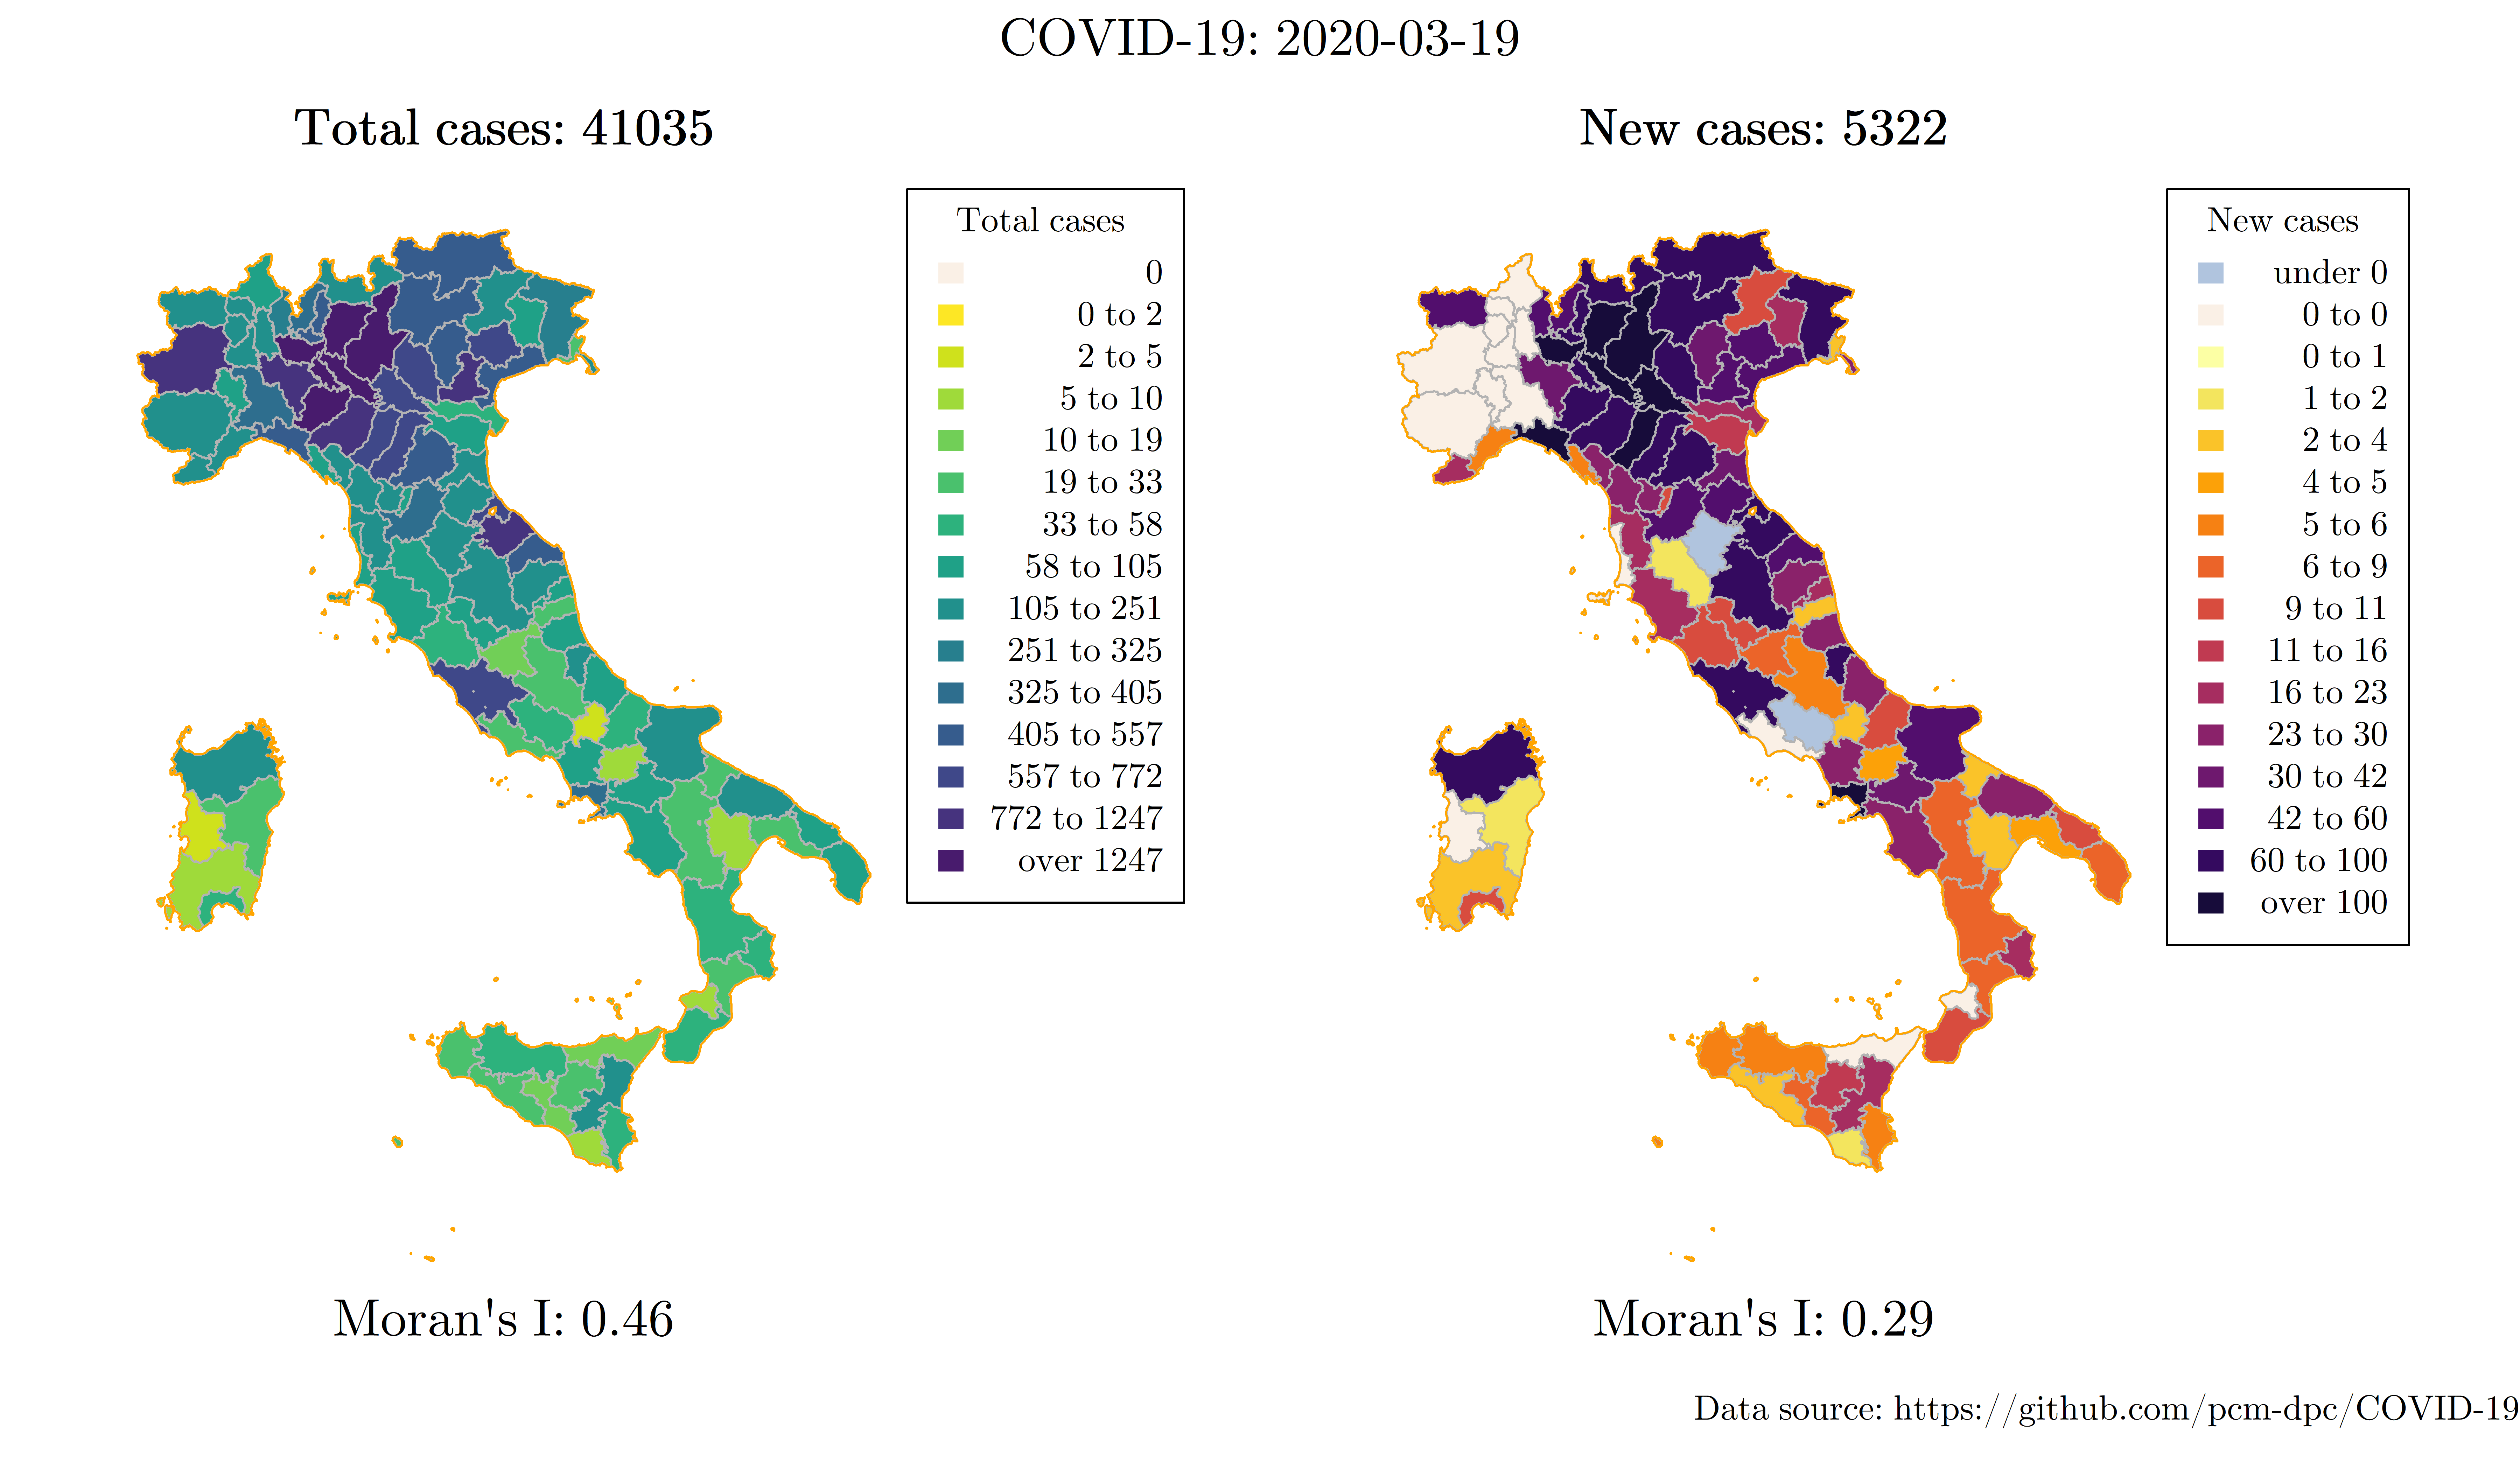 COVID-19: 2020-03-19
Total cases: 41035
Total cases
0
0 to 2
2 to 5
5 to 10
10 to 19
19 to 33
33 to 58
58 to 105
105 to 251
251 to 325
325 to 405
405 to 557
557 to 772
772 to 1247
over 1247
Moran's I: 0.46
New cases: 5322
New cases
under 0
0 to 0
0 to 1
1 to 2
2 to 4
4 to 5
5 to 6
6 to 9
9 to 11
11 to 16
16 to 23
23 to 30
30 to 42
42 to 60
60 to 100
over 100
Moran's I: 0.29
Data source: https://github.com/pcm-dpc/COVID-19